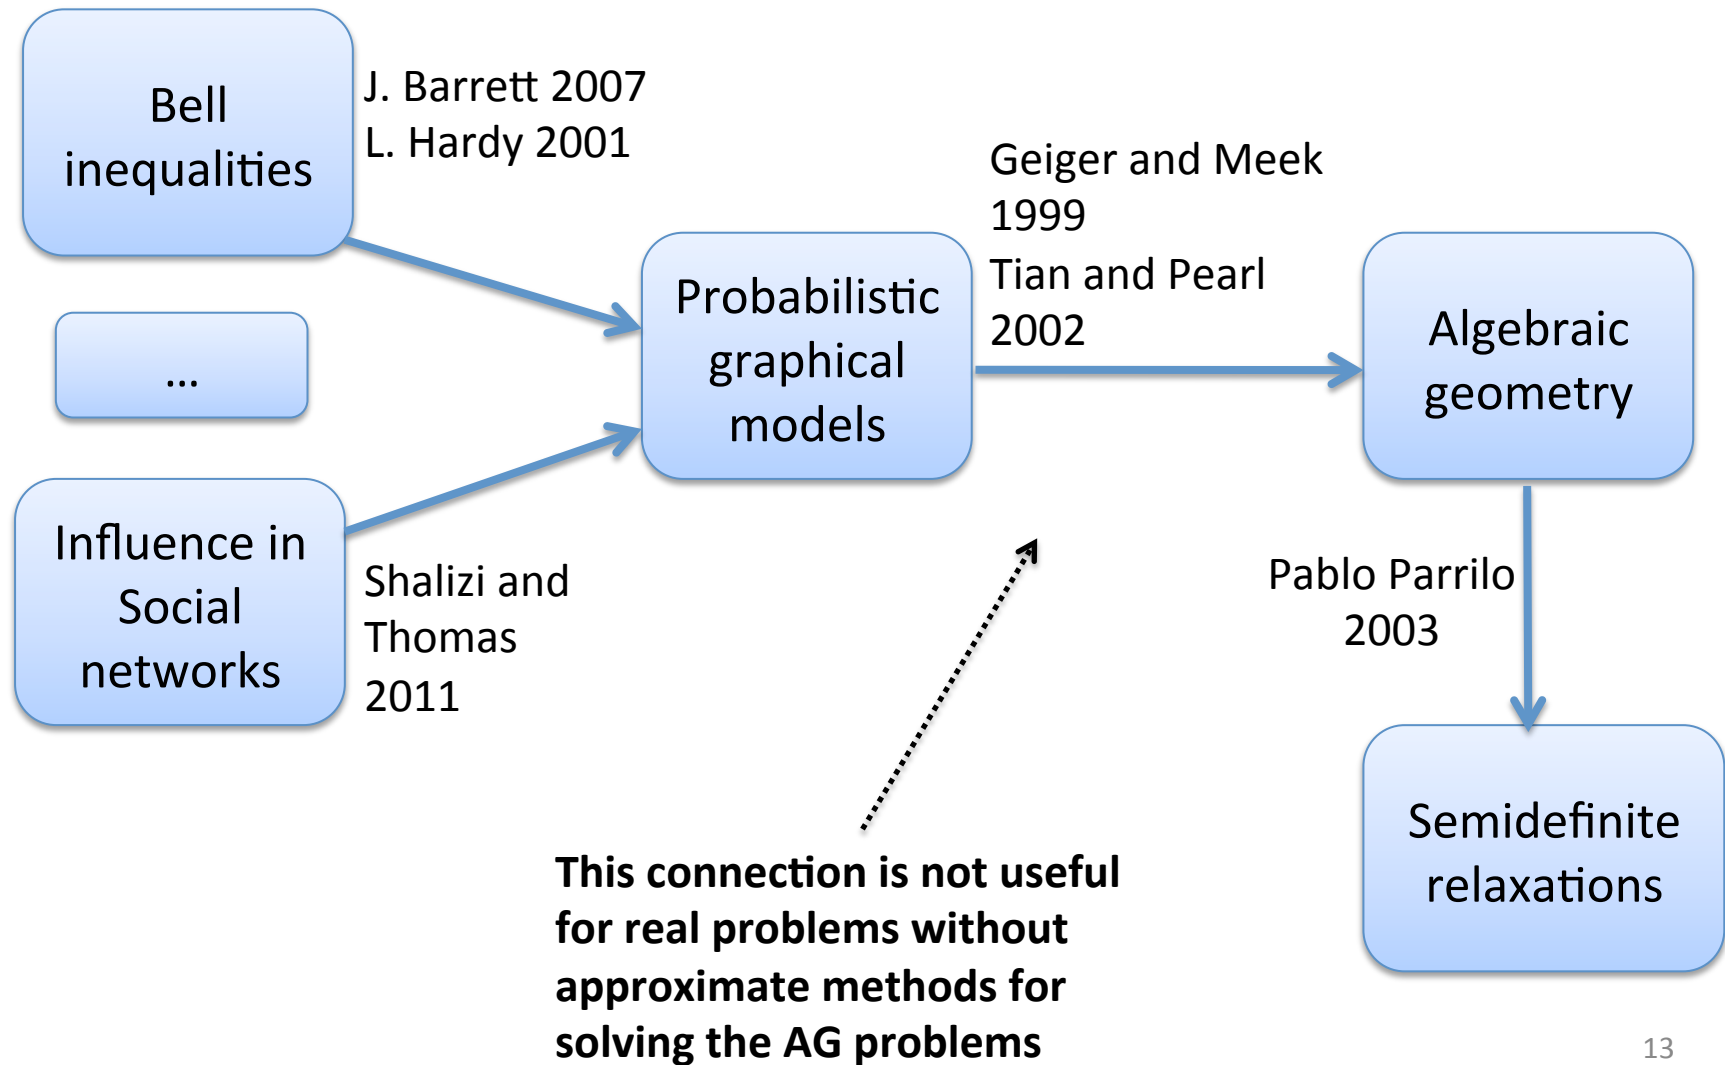 Bell
inequalities
J. Barrett 2007
L. Hardy 2001
...
Influence in
Social
networks
Shalizi and
Thomas
2011
Probabilistic
graphical
models
Geiger and Meek
1999
Tian and Pearl
2002
Algebraic
geometry
Pablo Parrilo
2003
Semidefinite
relaxations
This connection is not useful
for real problems without
approximate methods for
solving the AG problems
13